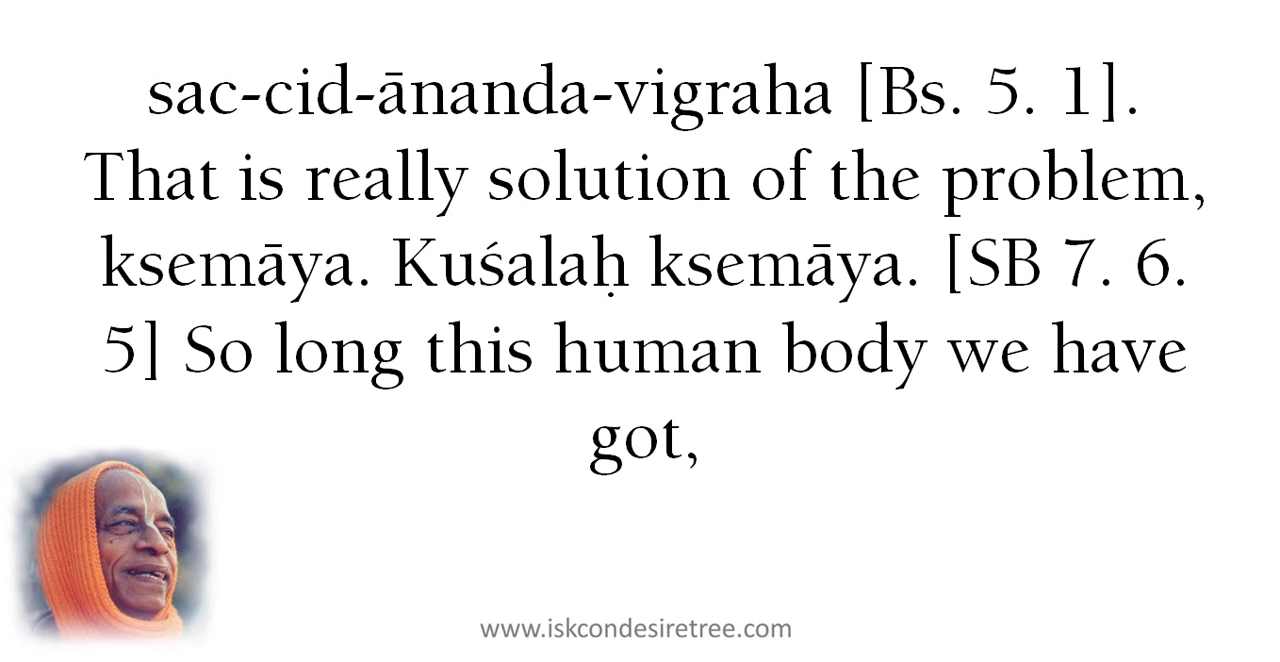 sac-cid-ānanda-vigraha [Bs. 5. 1].
That is really solution of the problem,
ksemāya. Kuśalaḥ ksemāya. [SB 7. 6.
5] So long this human body we have
got,
www.iskcondesiretree.com